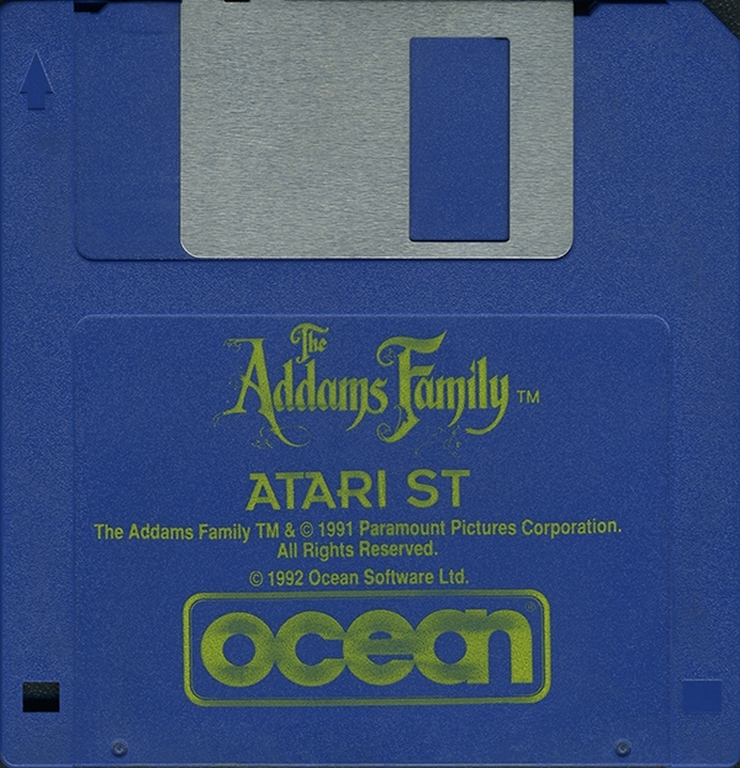 The
Addams Family TM
ATARI ST
The Addams Family TM & © 1991 Paramount Pictures Corporation.
All Rights Reserved.
© 1992 Ocean Software Ltd.
ocean ®